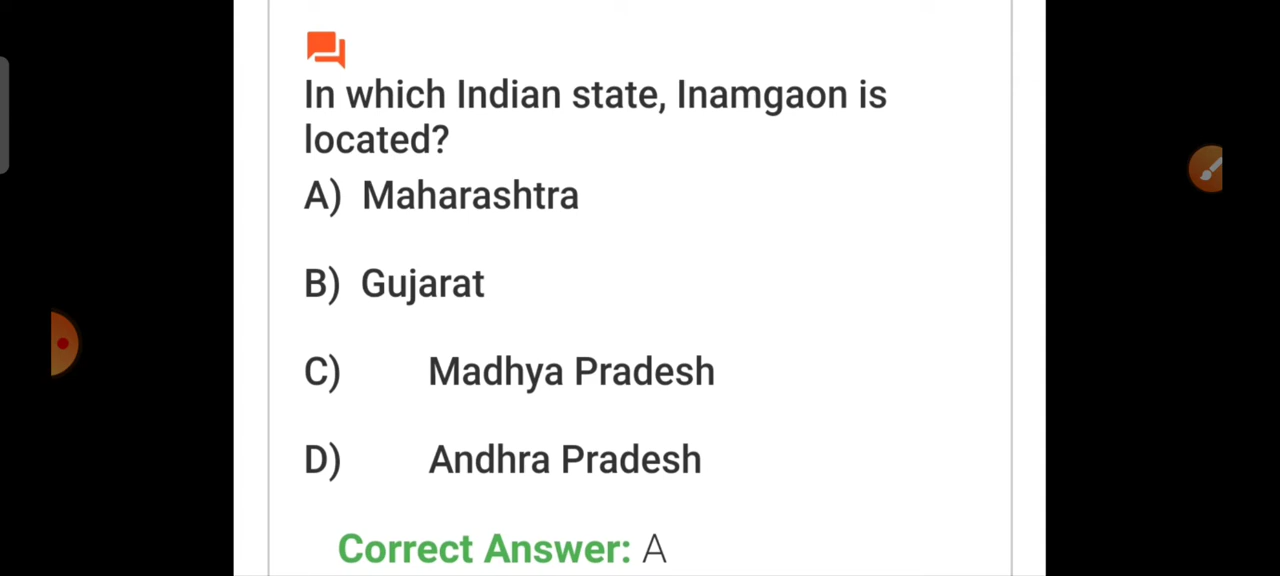 In which Indian state, Inamgaon is
located?
A) Maharashtra
B) Gujarat
C) Madhya Pradesh
D) Andhra Pradesh
Correct Answer: A